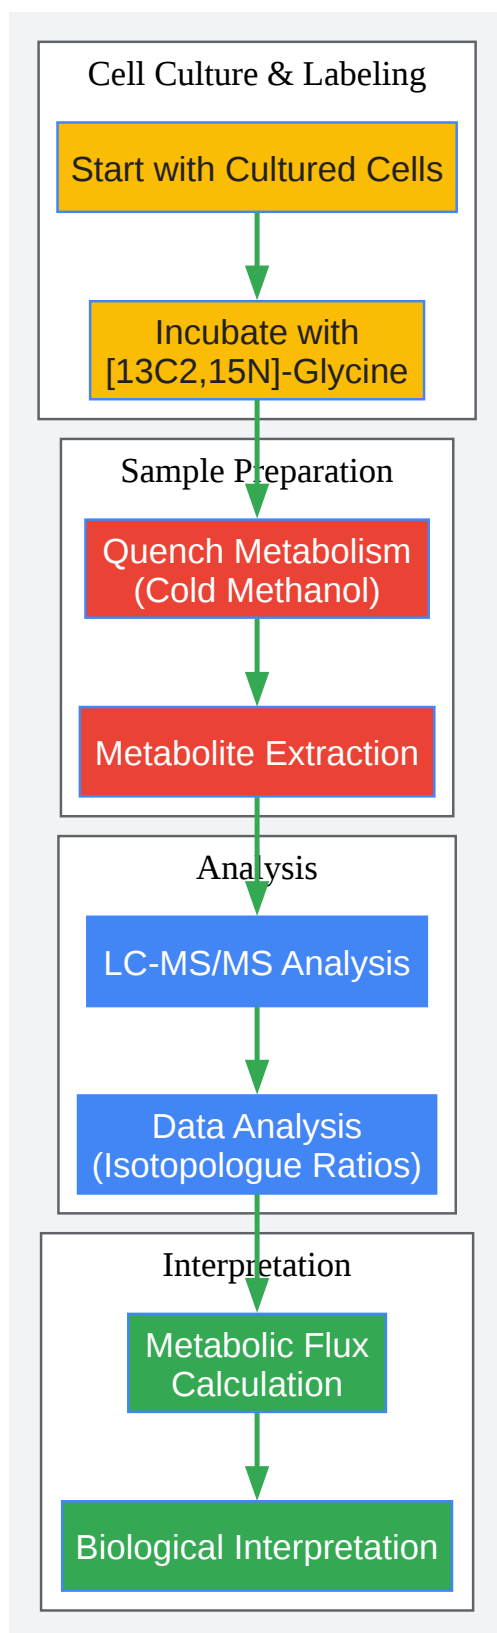 Cell Culture & Labeling
Start with Cultured Cells
Incubate with
[13C2,15N]-Glycine
Sample Preparation
Quench Metabolism
(Cold Methanol)
Metabolite Extraction
Analysis
LC-MS/MS Analysis
Data Analysis
(Isotopologue Ratios)
Interpretation
Metabolic Flux
Calculation
Biological Interpretation